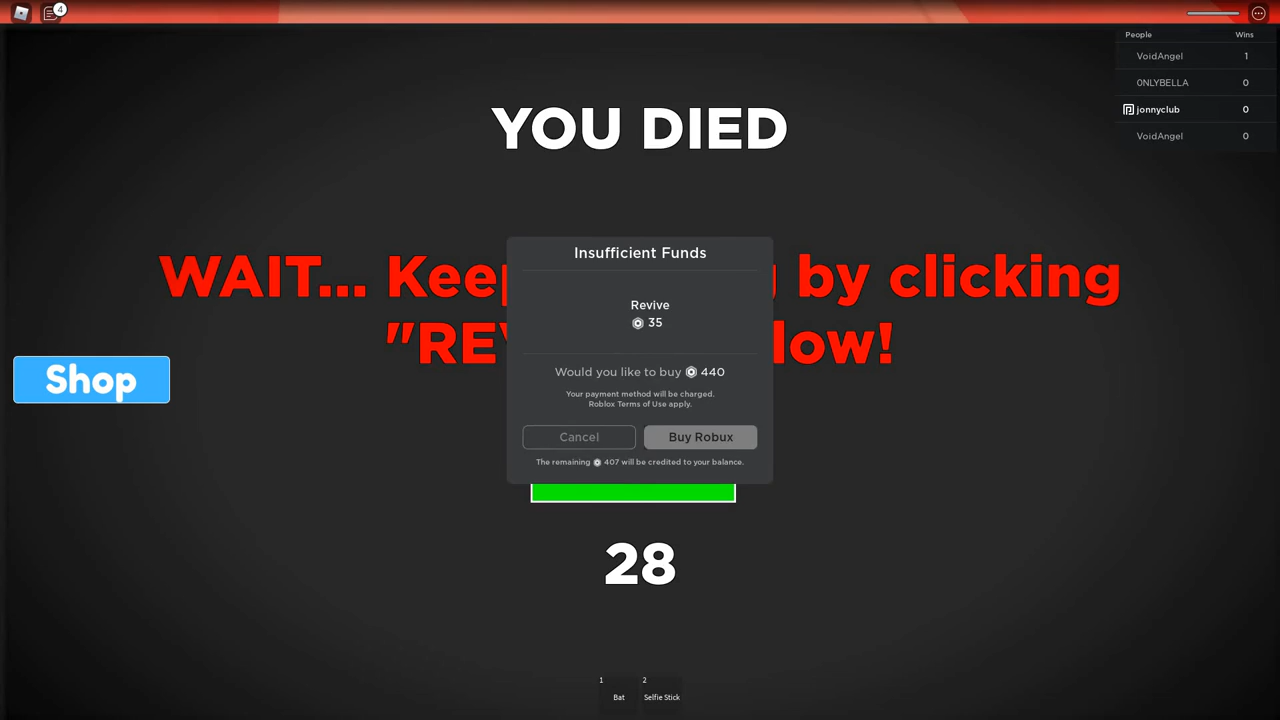 4
People Wins
VoidAngel 1
0NLYBELLA 0
jonnyclub 0
VoidAngel 0
YOU DIED
WAIT... Keep by clicking
"RE low!
Insufficient Funds
Revive
35
Would you like to buy 440
Your payment method will be charged.
Roblox Terms of Use apply.
Cancel Buy Robux
The remaining 407 will be credited to your balance.
Shop
28
1 2
Bat Selfie Stick